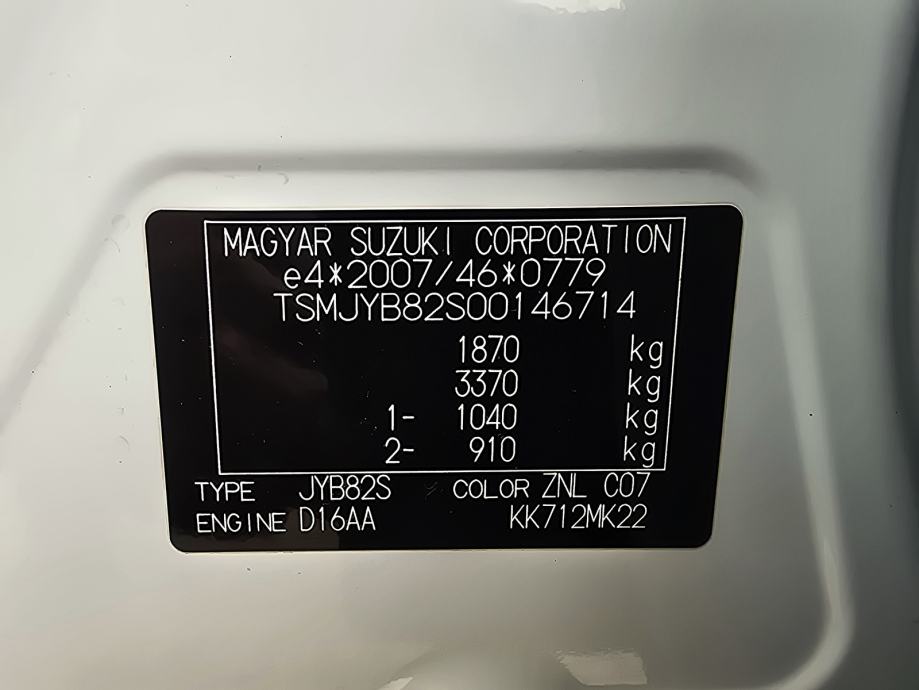 MAGYAR SUZUKI CORPORATION
e4*2007/46*0779
TSMJYB82S00146714
1870 kg
3370 kg
1- 1040 kg
2- 910 kg
TYPE JYB82S COLOR ZNL C07
ENGINE D16AA KK712MK22